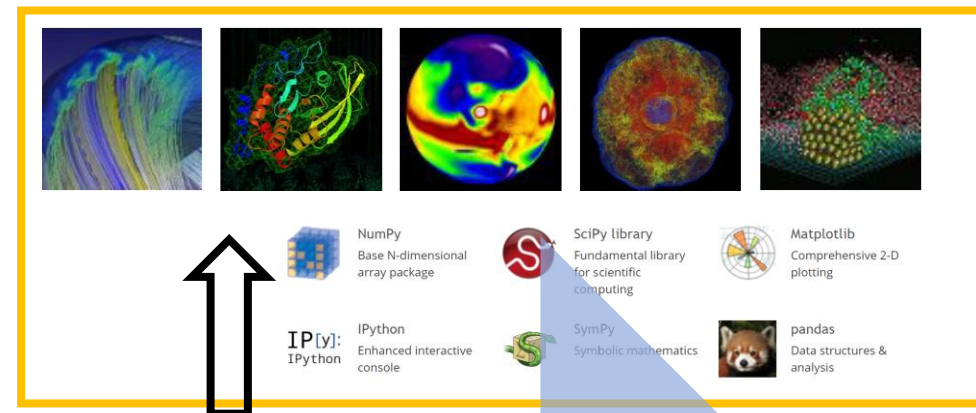 NumPy
Base N-dimensional
array package
SciPy library
Fundamental library
for scientific
computing
Matplotlib
Comprehensive 2-D
plotting
IP[y]:
IPython
IPython
Enhanced interactive
console
SymPy
Symbolic mathematics
pandas
Data structures &
analysis